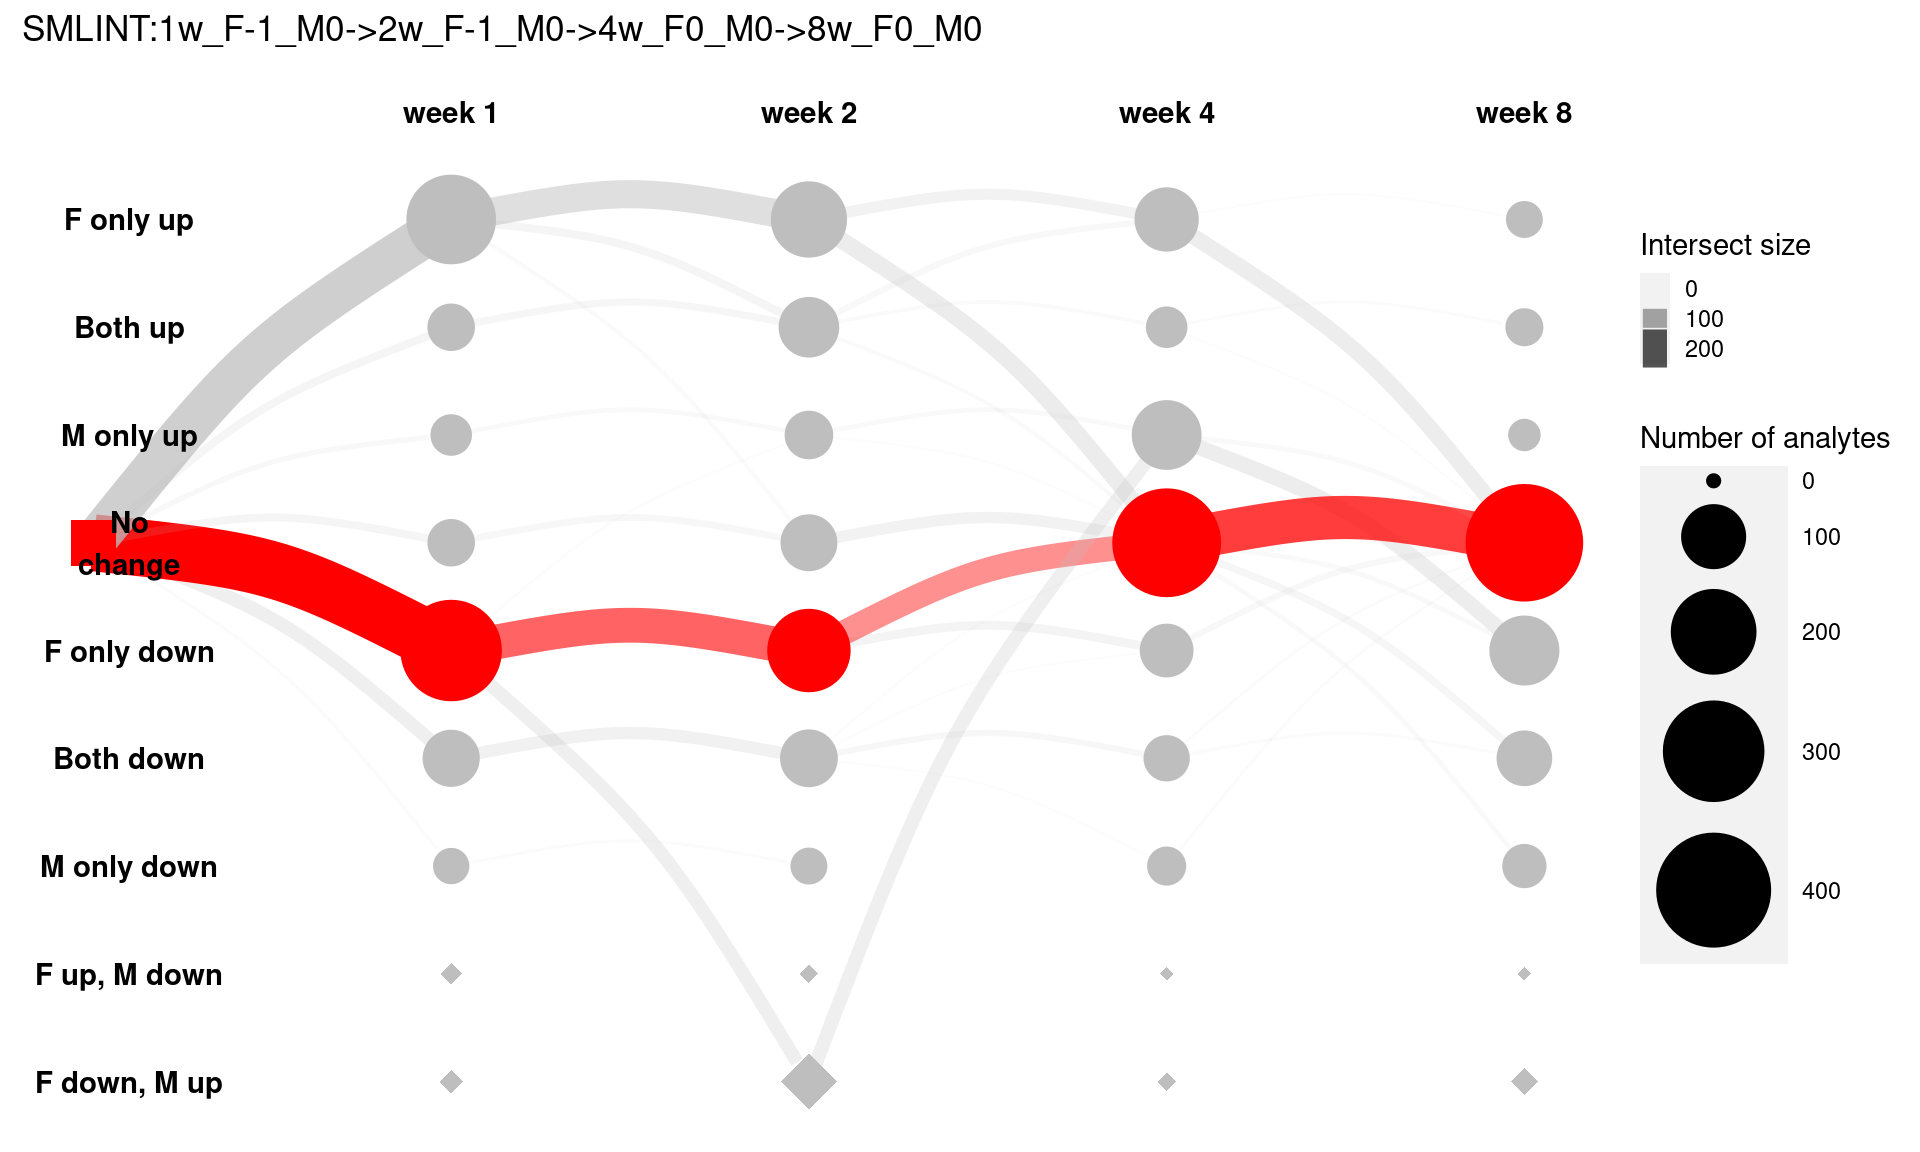 SMLINT:1w_F-1_M0->2w_F-1_M0->4w_F0_M0->8w_F0_M0
week 1
week 2
week 4
week 8
F only up
Both up
M only up
No
change
F only down
Both down
M only down
F up, M down
F down, M up
Intersect size
0
100
200
Number of analytes
0
100
200
300
400